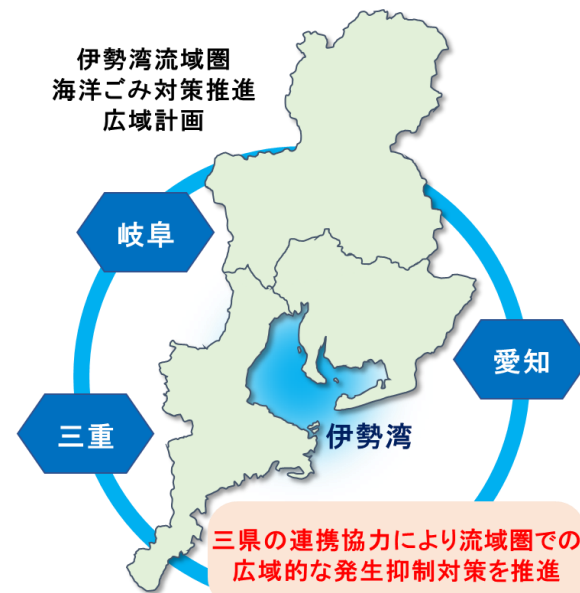 伊勢湾流域圏
海洋ごみ対策推進
広域計画
岐阜
愛知
三重
伊勢湾
三県の連携協力により流域圏での
広域的な発生抑制対策を推進